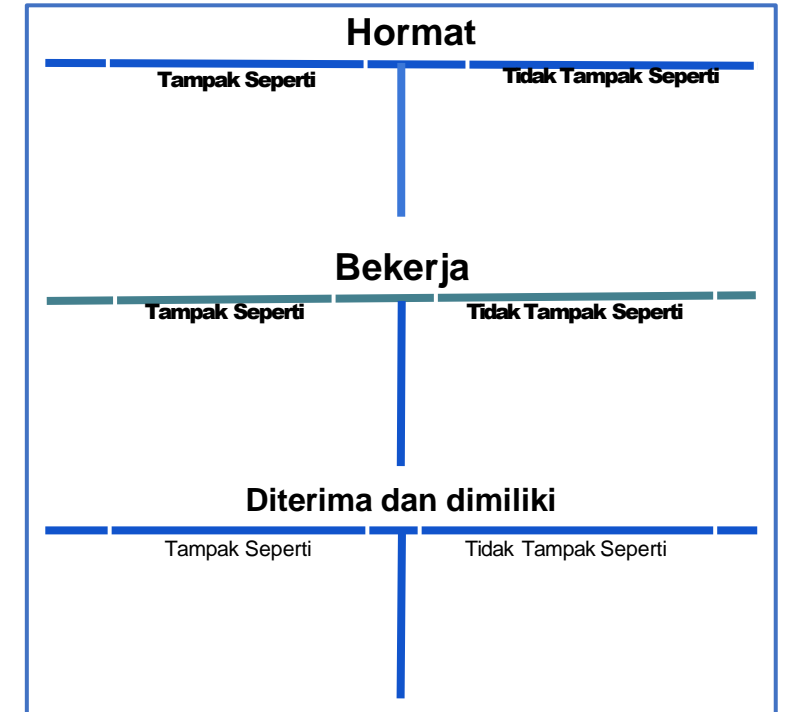 Hormat
Tampak Seperti Tidak Tampak Seperti
Bekerja
Tampak Seperti Tidak Tampak Seperti
Diterima dan dimiliki
Tampak Seperti Tidak Tampak Seperti